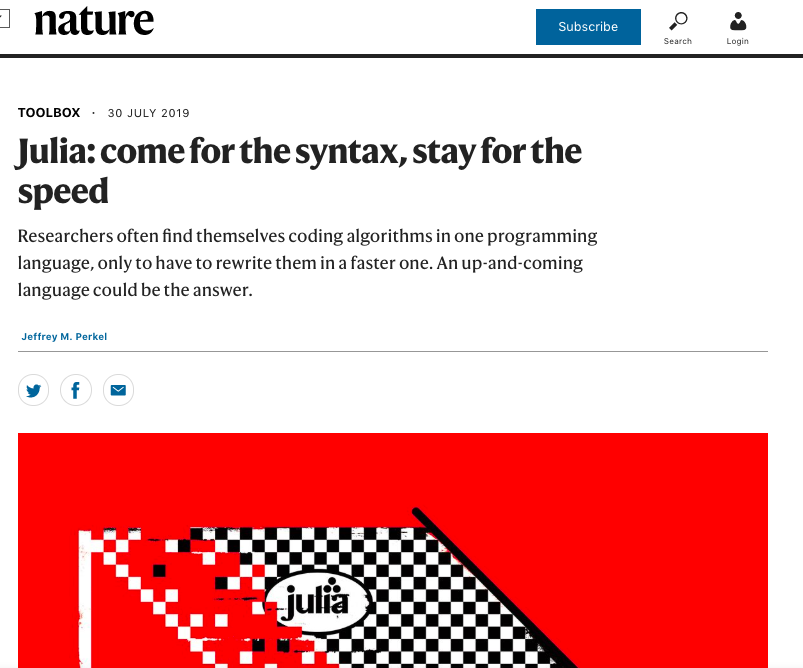 nature
Subscribe
Search
Login
TOOLBOX · 30 JULY 2019
Julia: come for the syntax, stay for the
speed
Researchers often find themselves coding algorithms in one programming
language, only to have to rewrite them in a faster one. An up-and-coming
language could be the answer.
Jeffrey M. Perkel
julia